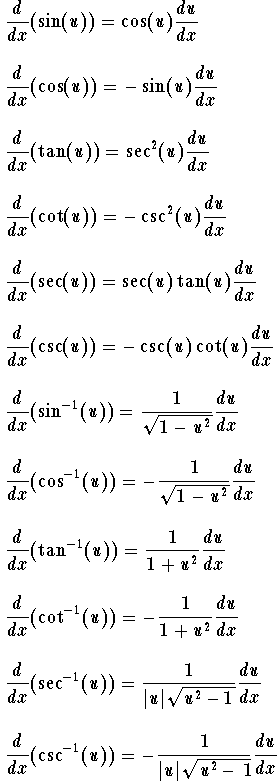 d/dx (sin(u)) = cos(u) du/dx
d/dx (cos(u)) = − sin(u) du/dx
d/dx (tan(u)) = sec²(u) du/dx
d/dx (cot(u)) = − csc²(u) du/dx
d/dx (sec(u)) = sec(u) tan(u) du/dx
d/dx (csc(u)) = − csc(u) cot(u) du/dx
d/dx (sin⁻¹(u)) = 1/√(1 − u²) du/dx
d/dx (cos⁻¹(u)) = − 1/√(1 − u²) du/dx
d/dx (tan⁻¹(u)) = 1/(1 + u²) du/dx
d/dx (cot⁻¹(u)) = − 1/(1 + u²) du/dx
d/dx (sec⁻¹(u)) = 1/(|u|√(u² − 1)) du/dx
d/dx (csc⁻¹(u)) = − 1/(|u|√(u² − 1)) du/dx